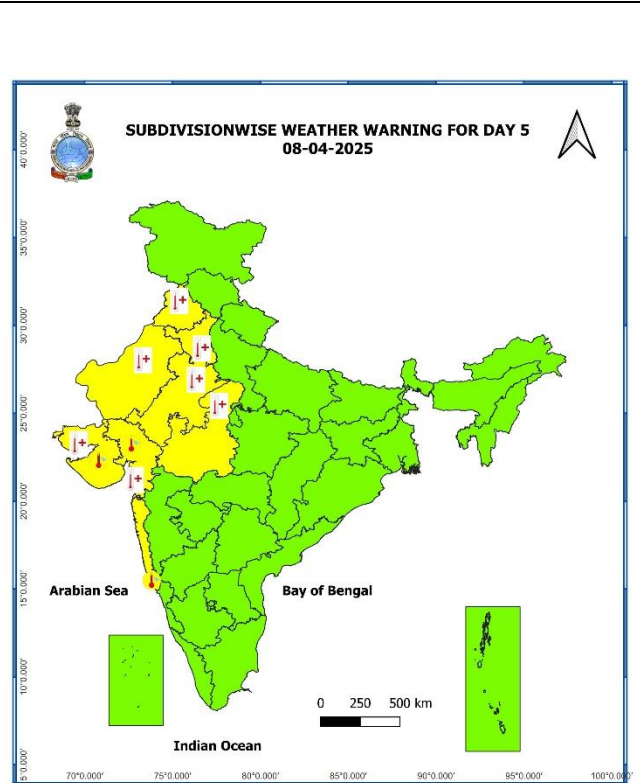 SUBDIVISIONWISE WEATHER WARNING FOR DAY 5
08-04-2025
40°0.000'
35°0.000'
30°0.000'
25°0.000'
20°0.000'
15°0.000'
10°0.000'
5°0.000'
Arabian Sea
Bay of Bengal
0 250 500 km
Indian Ocean
70°0.000' 75°0.000' 80°0.000' 85°0.000' 90°0.000' 95°0.000' 100°0.000'